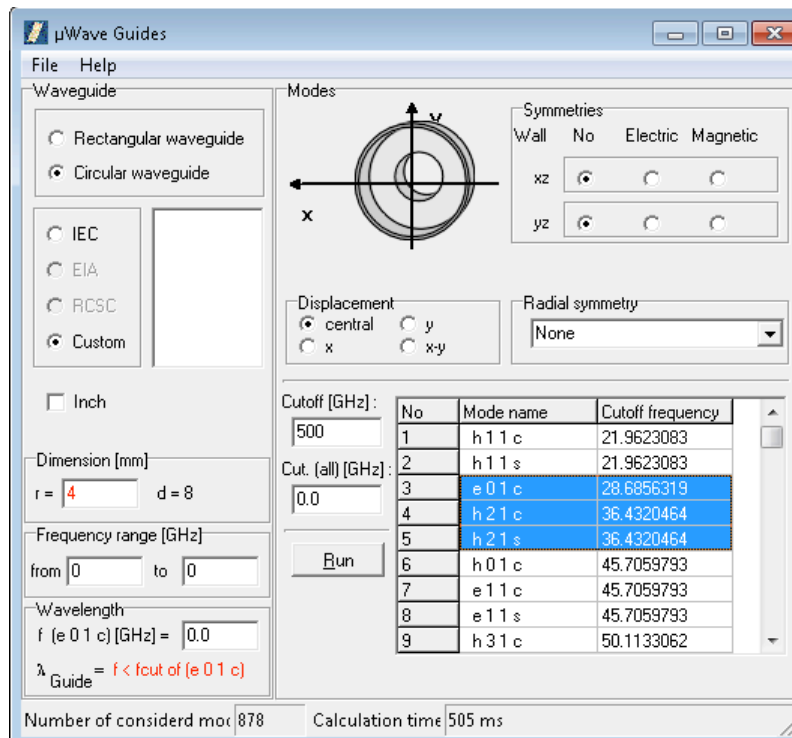 µWave Guides
File Help
Waveguide
Rectangular waveguide
Circular waveguide
IEC
EIA
RCSC
Custom
Inch
Dimension [mm]
r = 4 d = 8
Frequency range [GHz]
from 0 to 0
Wavelength
f (e 0 1 c) [GHz] = 0.0
λ Guide = f < fcut of (e 0 1 c)
Modes
Y
X
Symmetries
Wall No Electric Magnetic
xz
yz
Displacement
central y
x x-y
Radial symmetry
None
Cutoff [GHz] :
500
Cut. (all) [GHz] :
0.0
Run
No Mode name Cutoff frequency
1 h 1 1 c 21.9623083
2 h 1 1 s 21.9623083
3 e 0 1 c 28.6856319
4 h 2 1 c 36.4320464
5 h 2 1 s 36.4320464
6 h 0 1 c 45.7059793
7 e 1 1 c 45.7059793
8 e 1 1 s 45.7059793
9 h 3 1 c 50.1133062
Number of considerd mod 878 Calculation time 505 ms